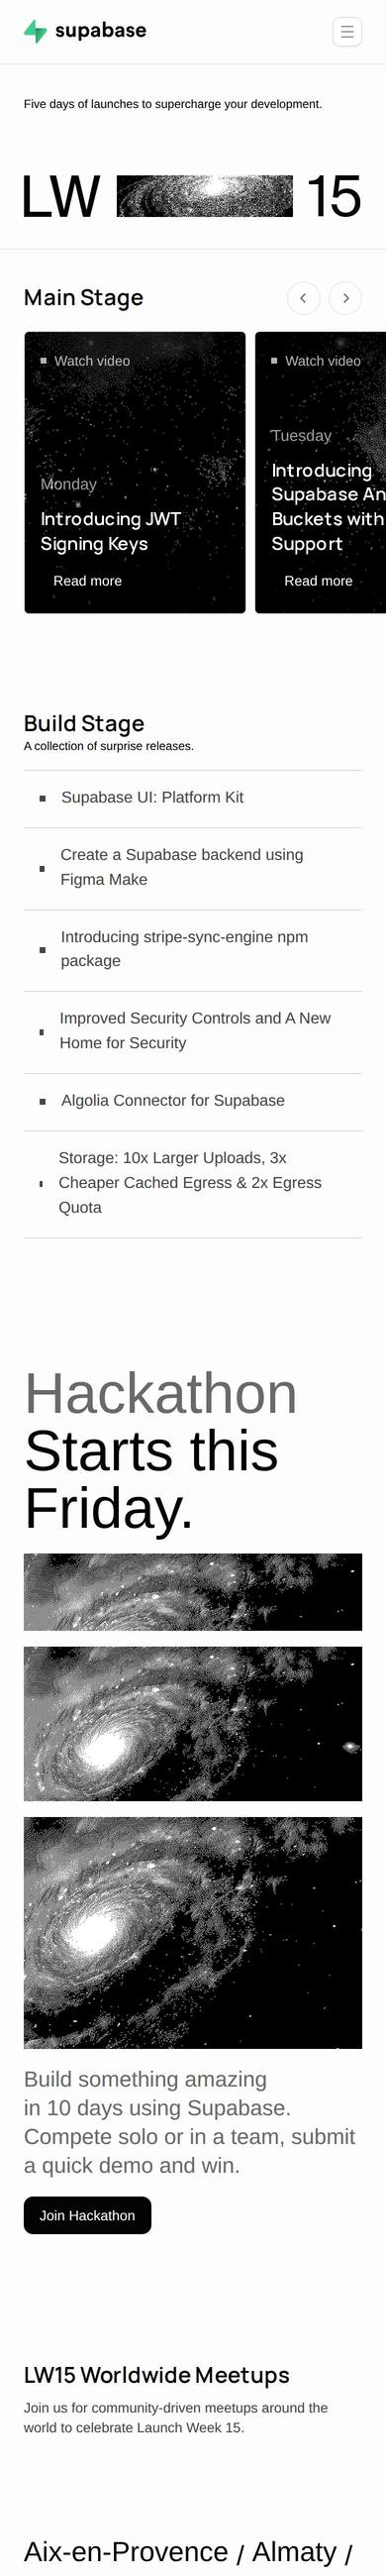 supabase
Five days of launches to supercharge your development.
LW 15
Main Stage
Watch video
Monday
Introducing JWT
Signing Keys
Read more
Watch video
Tuesday
Introducing
Supabase An
Buckets with
Support
Read more
Build Stage
A collection of surprise releases.
Supabase UI: Platform Kit
Create a Supabase backend using
Figma Make
Introducing stripe-sync-engine npm
package
Improved Security Controls and A New
Home for Security
Algolia Connector for Supabase
Storage: 10x Larger Uploads, 3x
Cheaper Cached Egress & 2x Egress
Quota
Hackathon
Starts this
Friday.
Build something amazing
in 10 days using Supabase.
Compete solo or in a team, submit
a quick demo and win.
Join Hackathon
LW15 Worldwide Meetups
Join us for community-driven meetups around the
world to celebrate Launch Week 15.
Aix-en-Provence / Almaty /